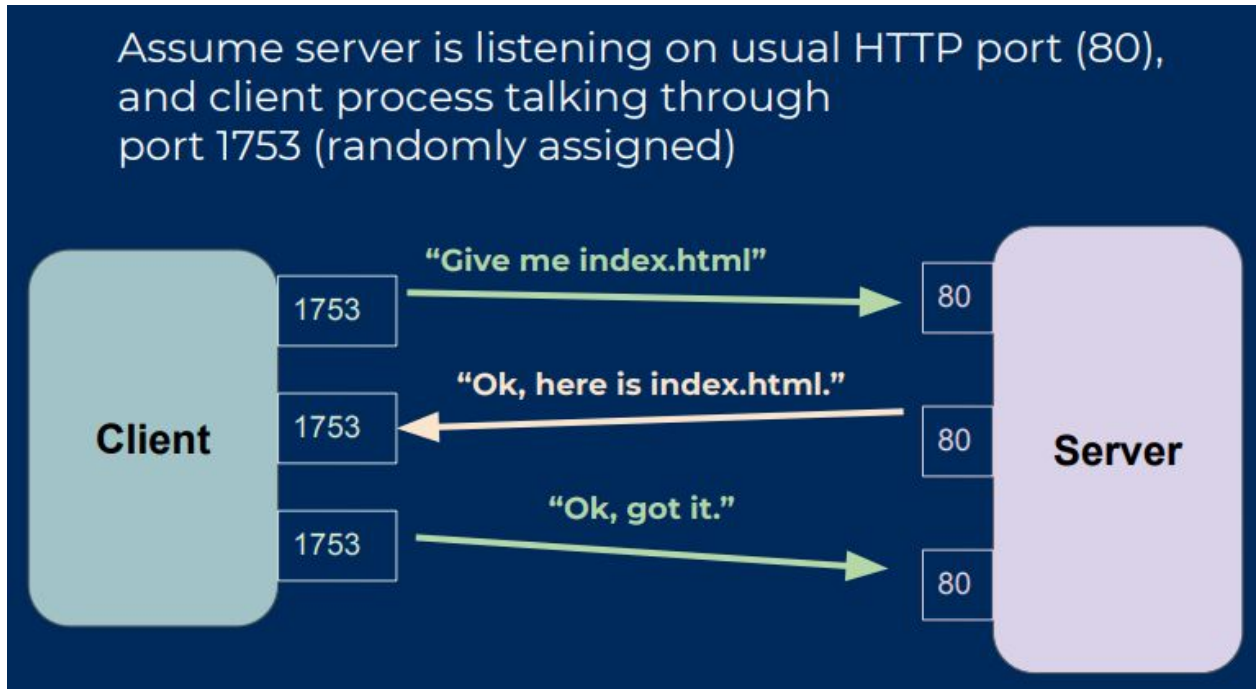 Assume server is listening on usual HTTP port (80),
and client process talking through
port 1753 (randomly assigned)
“Give me index.html”
1753
80
“Ok, here is index.html.”
1753
80
Client
Server
“Ok, got it.”
1753
80